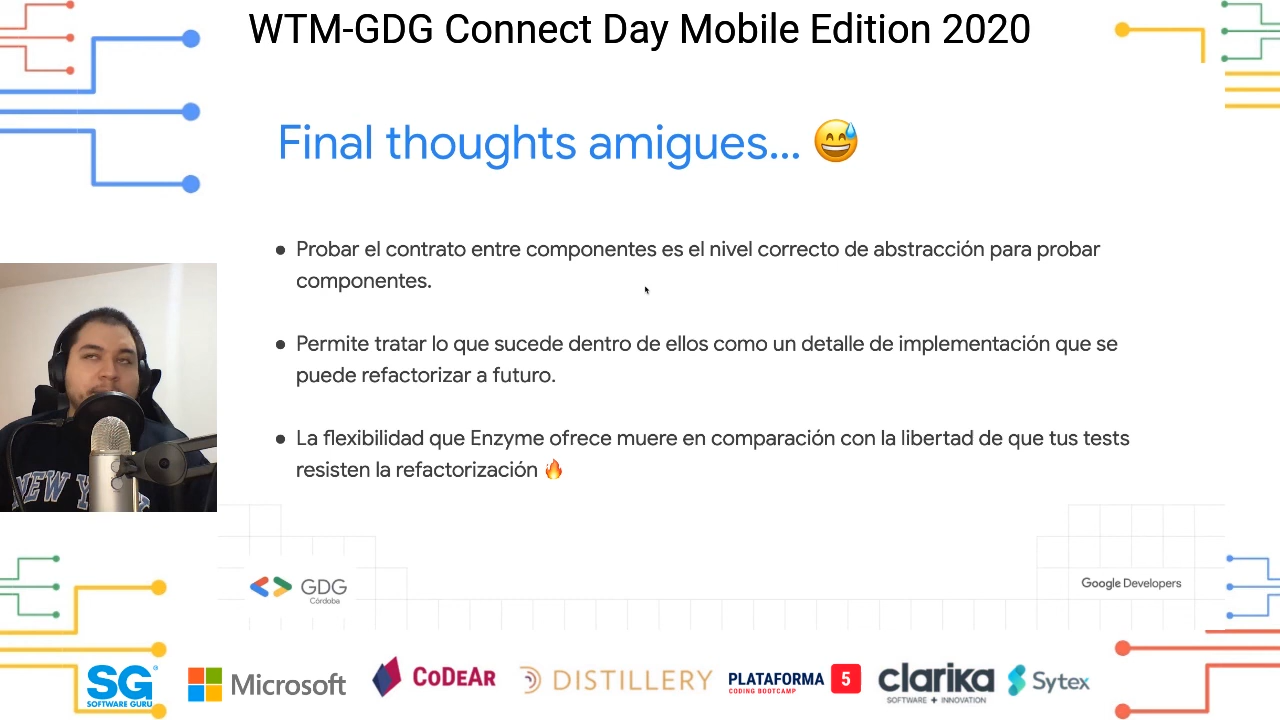 WTM-GDG Connect Day Mobile Edition 2020
Final thoughts amigues... 😅
● Probar el contrato entre componentes es el nivel correcto de abstracción para probar
componentes.
● Permite tratar lo que sucede dentro de ellos como un detalle de implementación que se
puede refactorizar a futuro.
● La flexibilidad que Enzyme ofrece muere en comparación con la libertad de que tus tests
resisten la refactorización 🔥
NEW Y
GDG
Córdoba
Google Developers
SG
SOFTWARE GURU
Microsoft
CoDeAr
DISTILLERY
PLATAFORMA 5
CODING BOOTCAMP
clarika
SOFTWARE + INNOVATION
Sytex